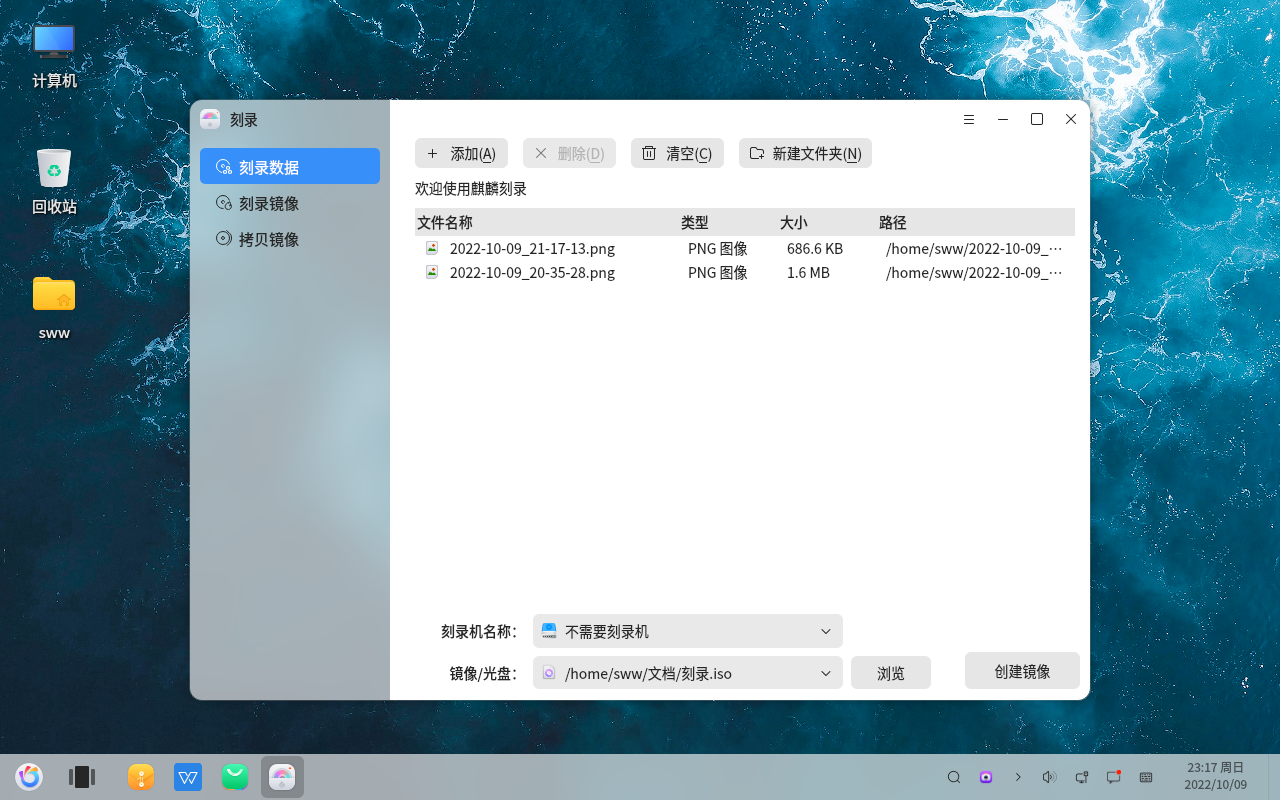 计算机
回收站
sww
刻录
刻录数据
刻录镜像
拷贝镜像
添加(A)
删除(D)
清空(C)
新建文件夹(N)
欢迎使用麒麟刻录
文件名称 类型 大小 路径
2022-10-09_21-17-13.png PNG 图像 686.6 KB /home/sww/2022-10-09_…
2022-10-09_20-35-28.png PNG 图像 1.6 MB /home/sww/2022-10-09_…
刻录机名称： 不需要刻录机
镜像/光盘： /home/sww/文档/刻录.iso 浏览 创建镜像
23:17 周日
2022/10/09